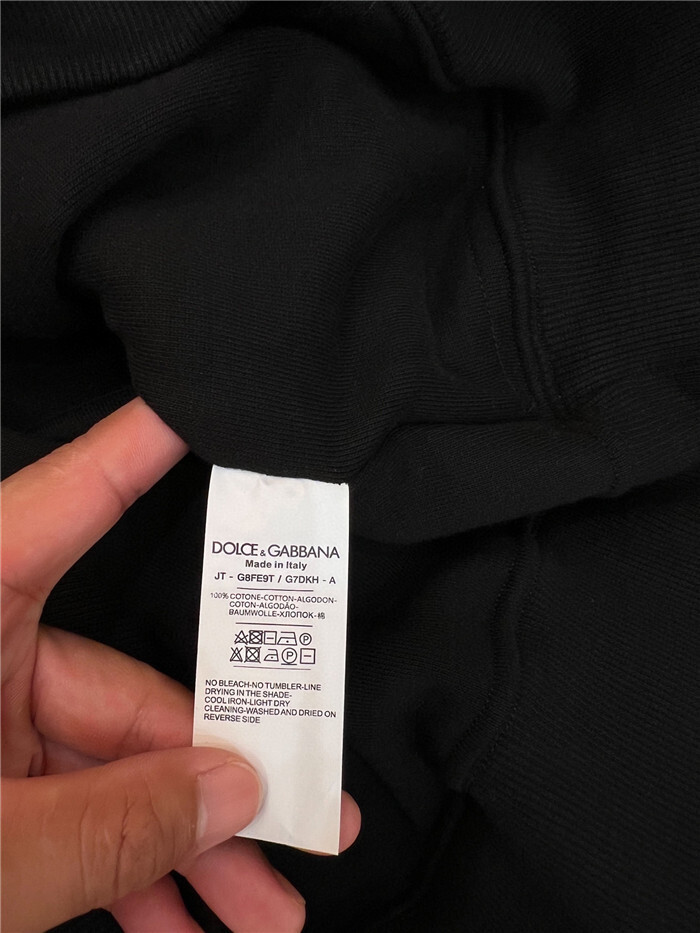 DOLCE & GABBANA
Made in Italy
JT - G8FE9T / G7DKH - A
100% COTONE-COTTON-ALGODON-
COTON-ALGODÃO-
BAUMWOLLE-ХЛОПОК-棉
P
P
NO BLEACH-NO TUMBLER-LINE
DRYING IN THE SHADE-
COOL IRON-LIGHT DRY
CLEANING-WASHED AND DRIED ON
REVERSE SIDE